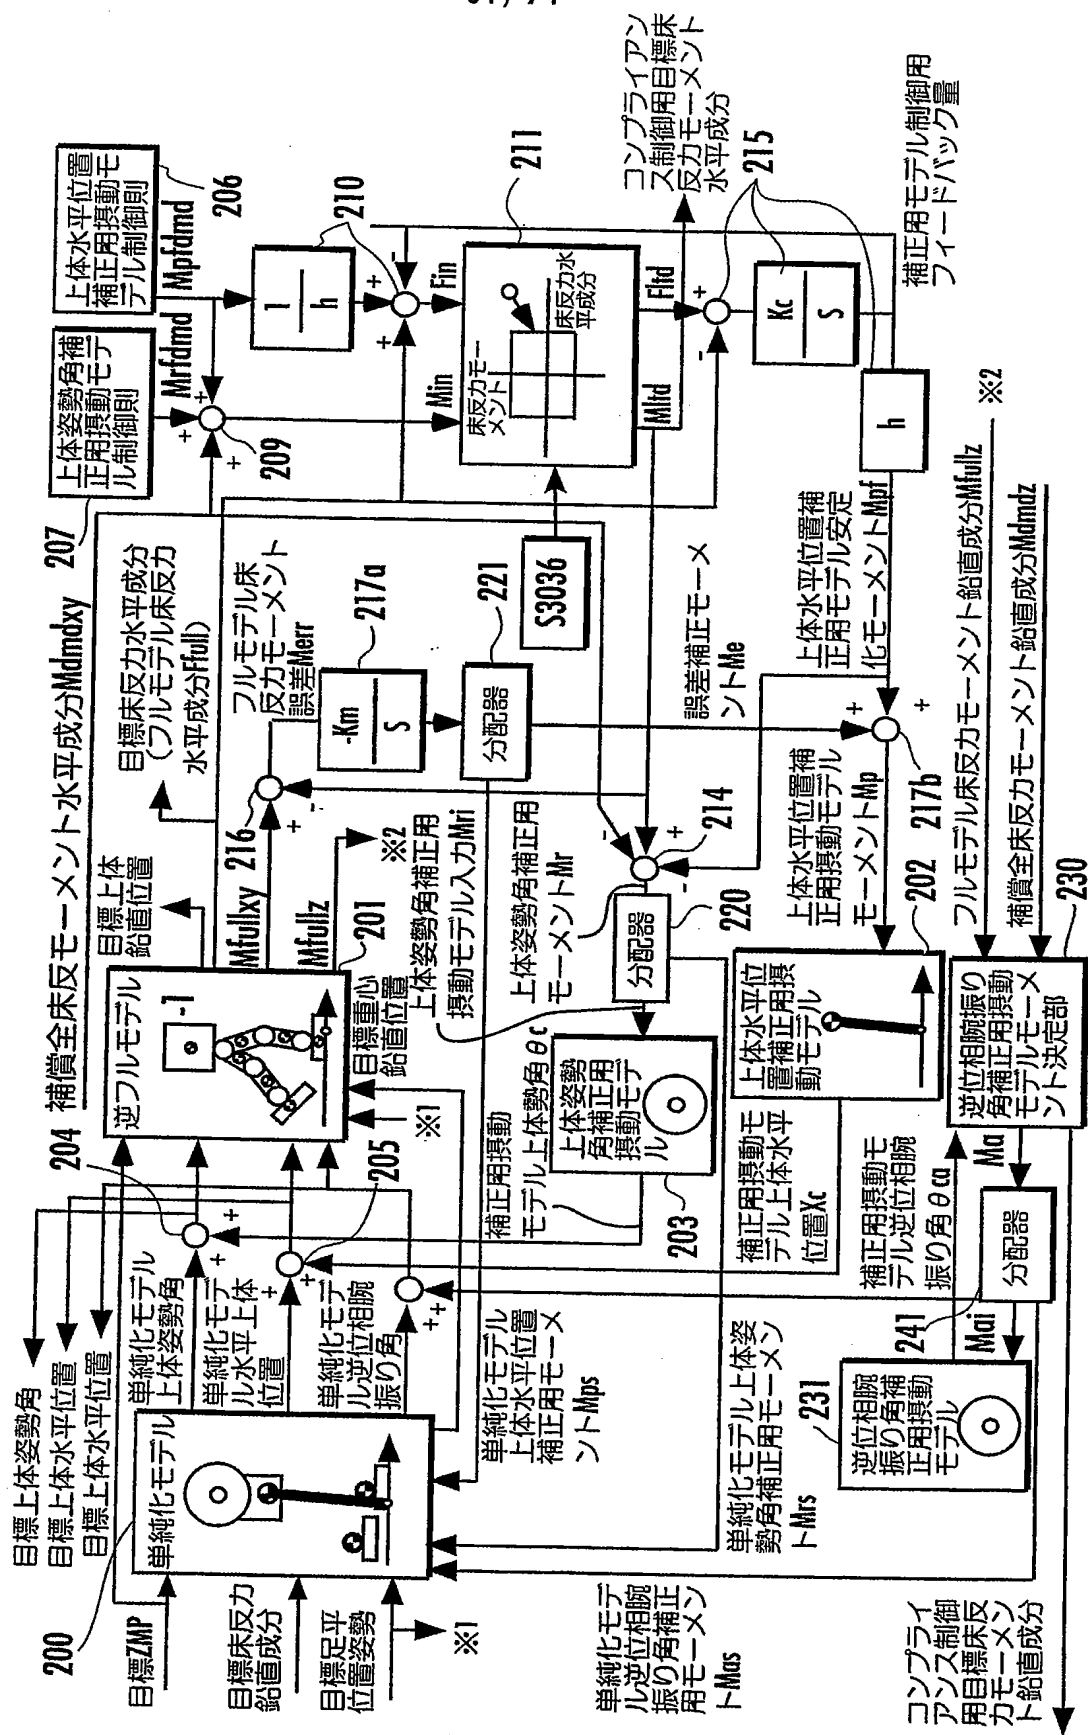 補償全床反モーメント水平成分Mdmdxy
207
上体姿勢角補
正用摂動モデ
ル制御則
上体水平位置
補正用摂動モ
デル制御則
206
Mrfdmd
Mpfdmd
209
1
h
210
Min
Fin
211
床反力モー
メント
床反力水
平成分
S3036
Mltd
Fltd
コンプライアン
ス制御用目標床
反力モーメント
水平成分
215
Kc
S
h
補正用モデル制御用
フィードバック量
目標上体姿勢角
目標上体水平位置
目標上体水平位置
204
目標上体
鉛直位置
目標床反力水平成分
(フルモデル床反力
水平成分Ffull)
逆フルモデル
-1
Mfullxy
Mfullz
201
※2
216
フルモデル床
反力モーメント
誤差Merr
217a
-Km
S
221
分配器
200
目標ZMP
目標床反力
鉛直成分
目標足平
位置姿勢
※1
単純化モデル
単純化モデル
上体姿勢角
単純化モデ
ル水平上体
位置
単純化モデ
ル逆位相腕
振り角
205
※1
目標重心
鉛直位置
上体姿勢角補正用
摂動モデル入力Mri
上体姿勢角補正用
モーメントMr
214
分配器
220
誤差補正モーメ
ントMe
補正用摂動
モデル上体姿勢角θc
上体姿勢
角補正用
摂動モデ
ル
203
単純化モデル
上体水平位置
補正用モーメ
ントMps
上体水平位置補
正用モデル安定
化モーメントMpf
上体水平位置補
正用摂動モデル
モーメントMp
217b
202
上体水平位
置補正用摂
動モデル
補正用摂動モ
デル上体水平
位置Xc
単純化モデル上体姿
勢角補正用モーメン
トMrs
※2
フルモデル床反力モーメント鉛直成分Mfullz
補償全床反力モーメント鉛直成分Mdmdz
230
逆位相腕振り
角補正用摂動
モデルモーメ
ント決定部
補正用摂動モ
デル逆位相腕
振り角θca
Ma
分配器
241
Mai
231
逆位相腕
振り角補
正用摂動
モデル
単純化モデ
ル逆位相腕
振り角補正
用モーメン
トMas
コンプライ
アンス制御
用目標床反
力モーメン
ト鉛直成分